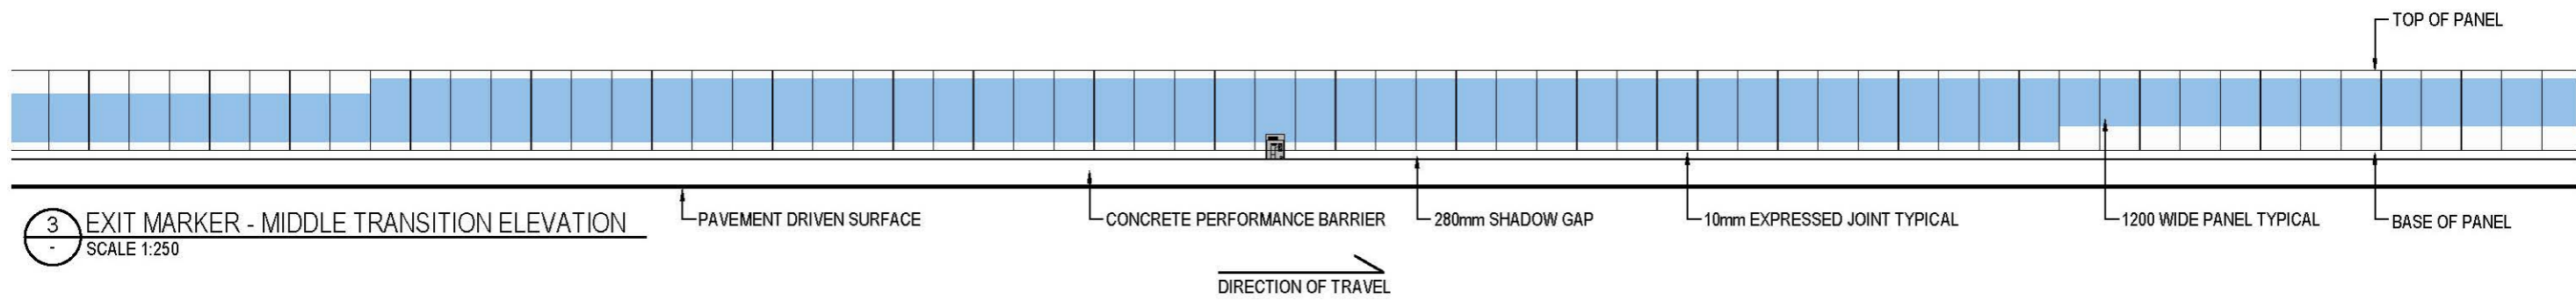 TOP OF PANEL
3 EXIT MARKER - MIDDLE TRANSITION ELEVATION
- SCALE 1:250
PAVEMENT DRIVEN SURFACE
CONCRETE PERFORMANCE BARRIER
280mm SHADOW GAP
10mm EXPRESSED JOINT TYPICAL
1200 WIDE PANEL TYPICAL
BASE OF PANEL
DIRECTION OF TRAVEL